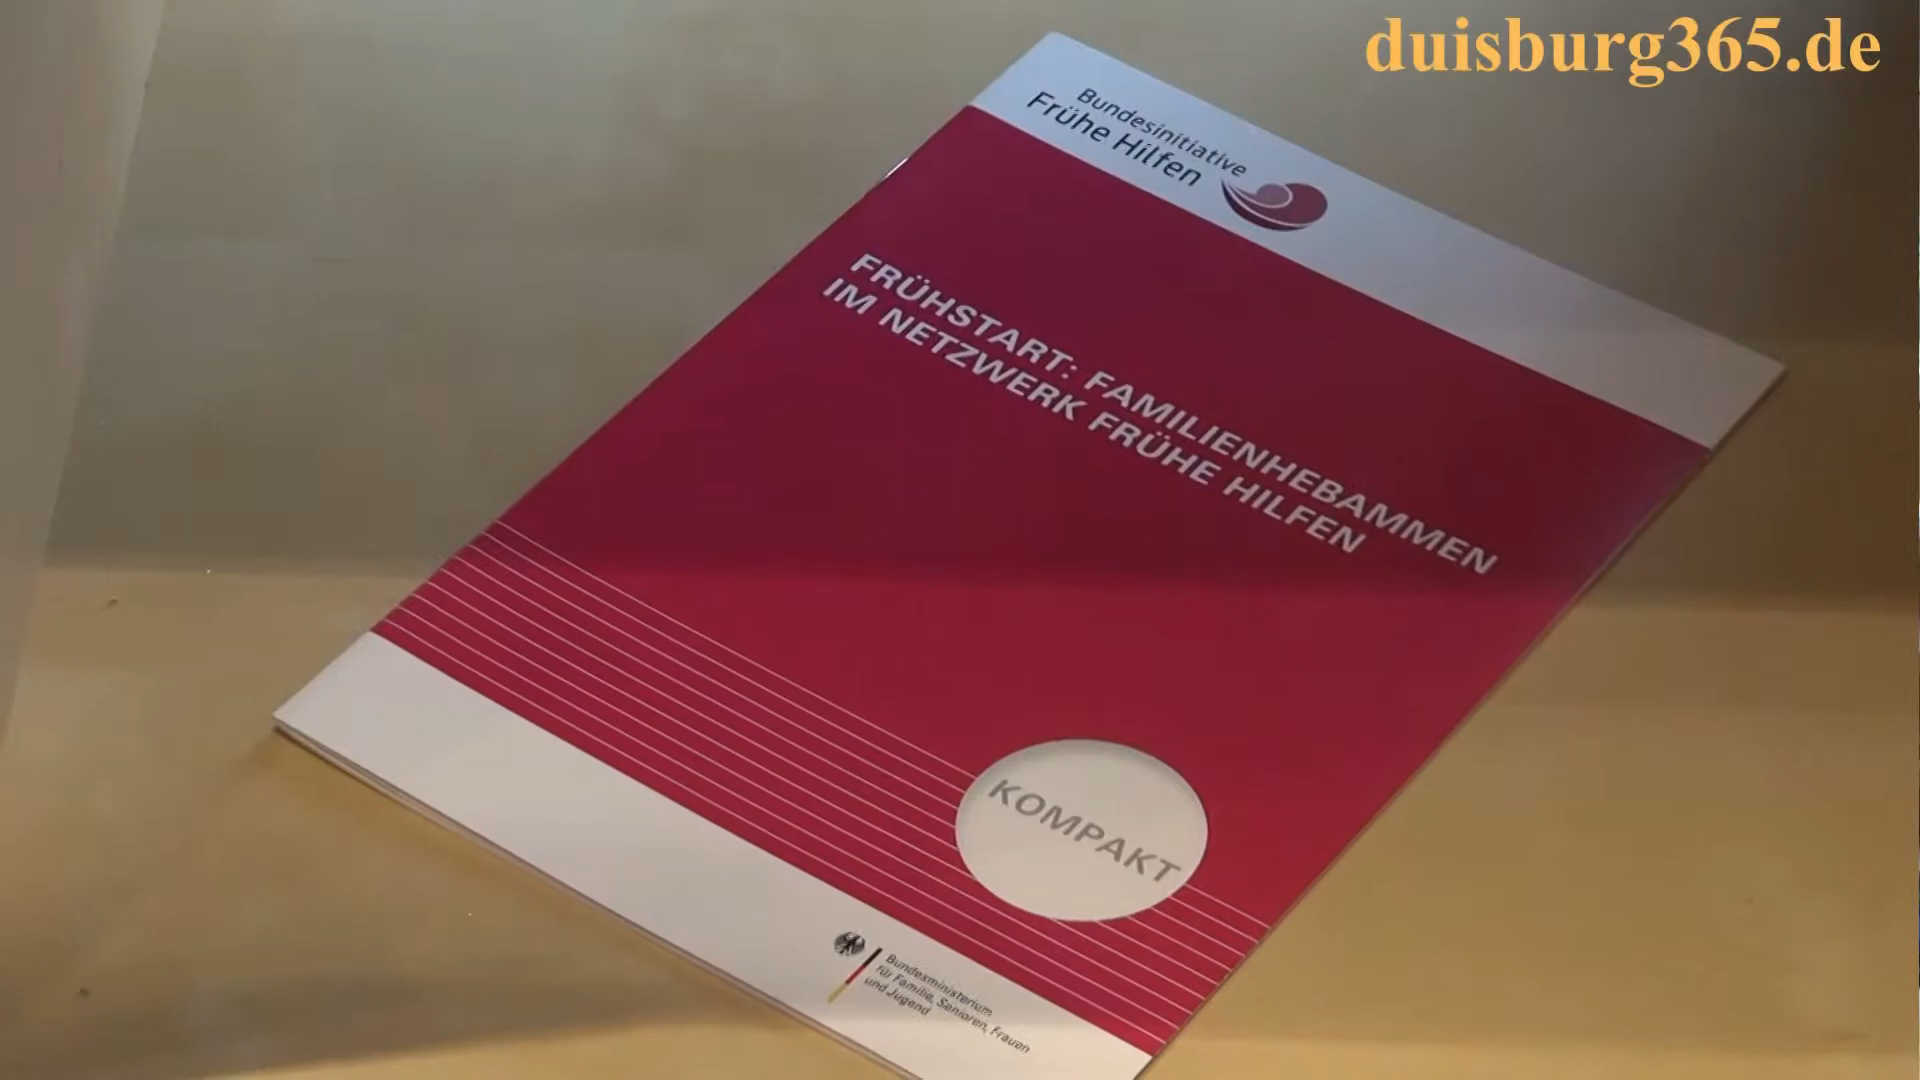 duisburg365.de
Bundesinitiative
Frühe Hilfen
FRÜHSTART: FAMILIENHEBAMMEN
IM NETZWERK FRÜHE HILFEN
KOMPAKT
Bundesministerium
für Familie, Senioren, Frauen
und Jugend